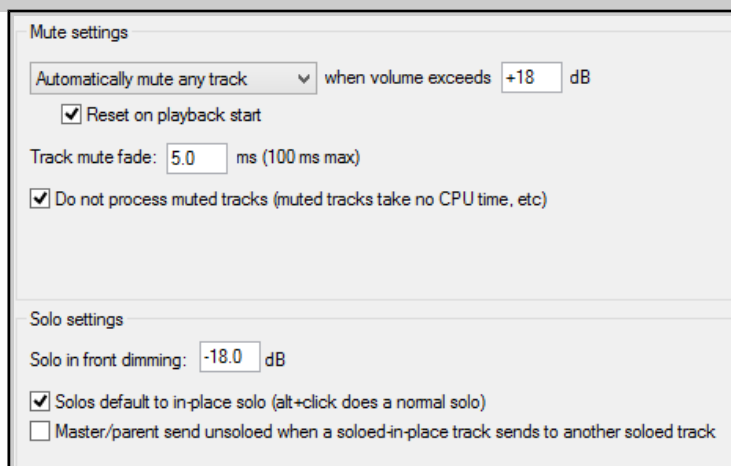 Mute settings
Automatically mute any track when volume exceeds +18 dB
Reset on playback start
Track mute fade: 5.0 ms (100 ms max)
Do not process muted tracks (muted tracks take no CPU time, etc)
Solo settings
Solo in front dimming: -18.0 dB
Solos default to in-place solo (alt+click does a normal solo)
Master/parent send unsoloed when a soloed-in-place track sends to another soloed track